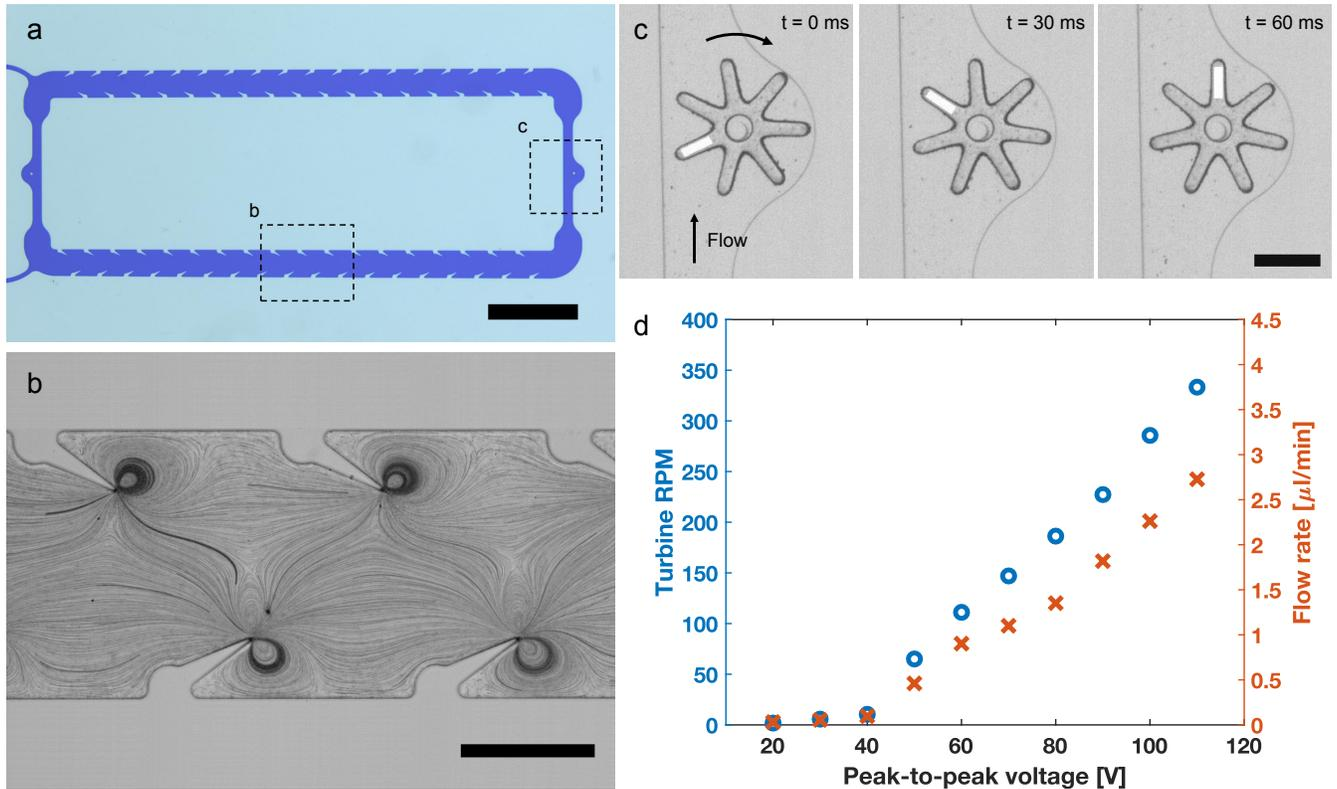 a
c
b
b
c
t = 0 ms
t = 30 ms
t = 60 ms
Flow
d
400
350
300
250
200
150
100
50
0
Turbine RPM
4.5
4
3.5
3
2.5
2
1.5
1
0.5
0
Flow rate [μl/min]
20
40
60
80
100
120
Peak-to-peak voltage [V]